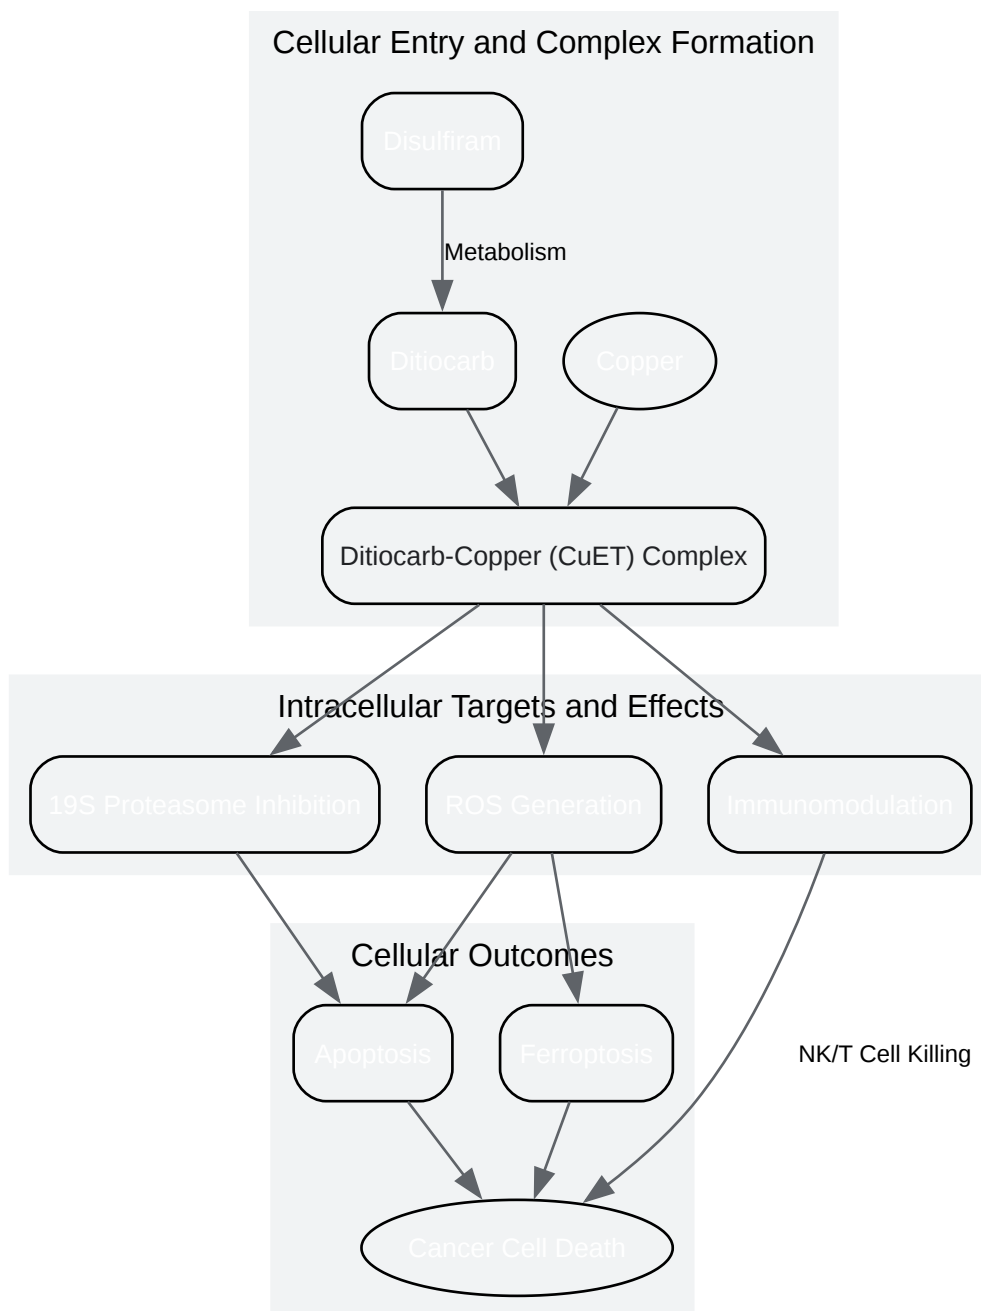 Cellular Entry and Complex Formation
Disulfiram
Metabolism
Ditiocarb
Copper
Ditiocarb-Copper (CuET) Complex
Intracellular Targets and Effects
19S Proteasome Inhibition
ROS Generation
Immunomodulation
Cellular Outcomes
Apoptosis
Ferroptosis
NK/T Cell Killing
Cancer Cell Death